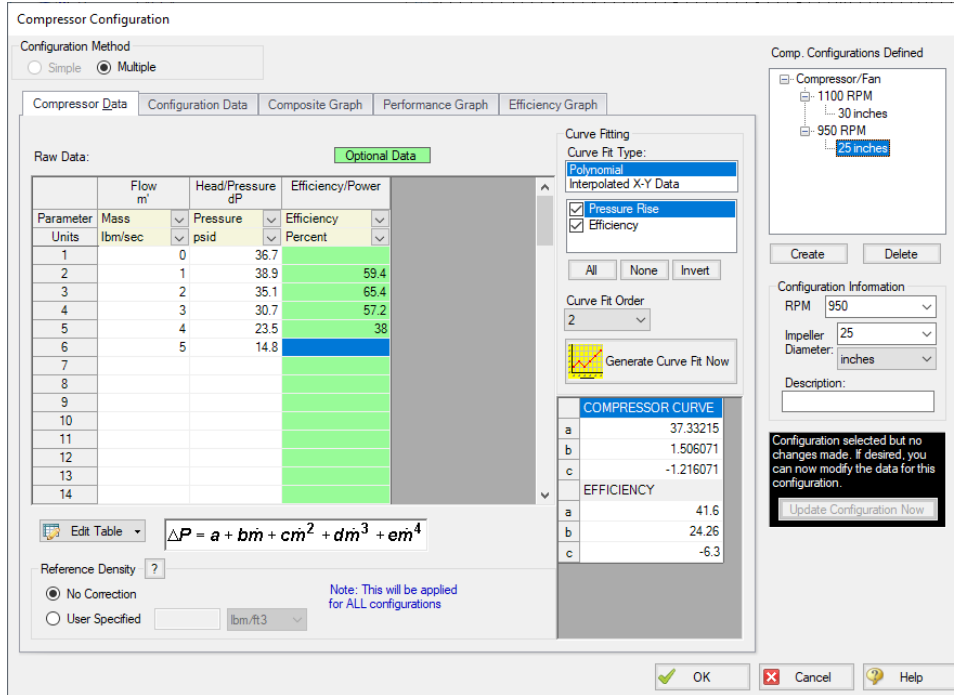 Compressor Configuration
Configuration Method
Simple Multiple
Compressor Data Configuration Data Composite Graph Performance Graph Efficiency Graph
Raw Data: Optional Data
Flow Head/Pressure Efficiency/Power
m' dP
Parameter Mass Pressure Efficiency
Units lbm/sec psid Percent
1 0 36.7
2 1 38.9 59.4
3 2 35.1 65.4
4 3 30.7 57.2
5 4 23.5 38
6 5 14.8
7
8
9
10
11
12
13
14
Edit Table
ΔP = a + bṁ + cṁ² + dṁ³ + eṁ⁴
Reference Density ?
No Correction
User Specified lbm/ft3
Note: This will be applied
for ALL configurations
Curve Fitting
Curve Fit Type:
Polynomial
Interpolated X-Y Data
Pressure Rise
Efficiency
All None Invert
Curve Fit Order
2
Generate Curve Fit Now
COMPRESSOR CURVE
a 37.33215
b 1.506071
c -1.216071
EFFICIENCY
a 41.6
b 24.26
c -6.3
Comp. Configurations Defined
Compressor/Fan
1100 RPM
30 inches
950 RPM
25 inches
Create Delete
Configuration Information
RPM 950
Impeller 25
Diameter: inches
Description:
Configuration selected but no
changes made. If desired, you
can now modify the data for this
configuration.
Update Configuration Now
OK Cancel Help